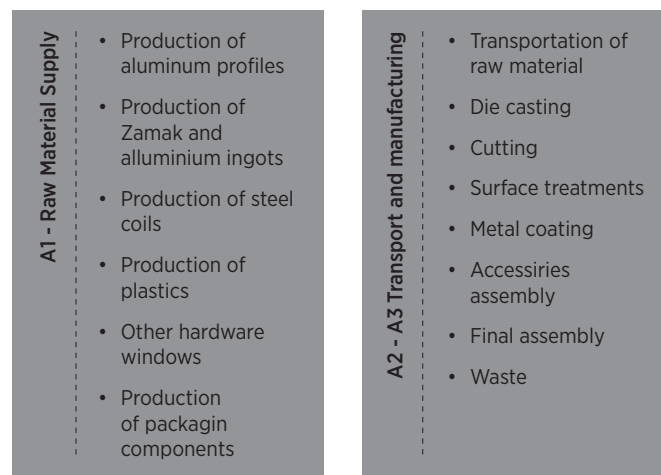 A1 - Raw Material Supply
• Production of
aluminum profiles
• Production of
Zamak and
alluminium ingots
• Production of steel
coils
• Production of
plastics
• Other hardware
windows
• Production
of packagin
components
A2 - A3 Transport and manufacturing
• Transportation of
raw material
• Die casting
• Cutting
• Surface treatments
• Metal coating
• Accessiries
assembly
• Final assembly
• Waste